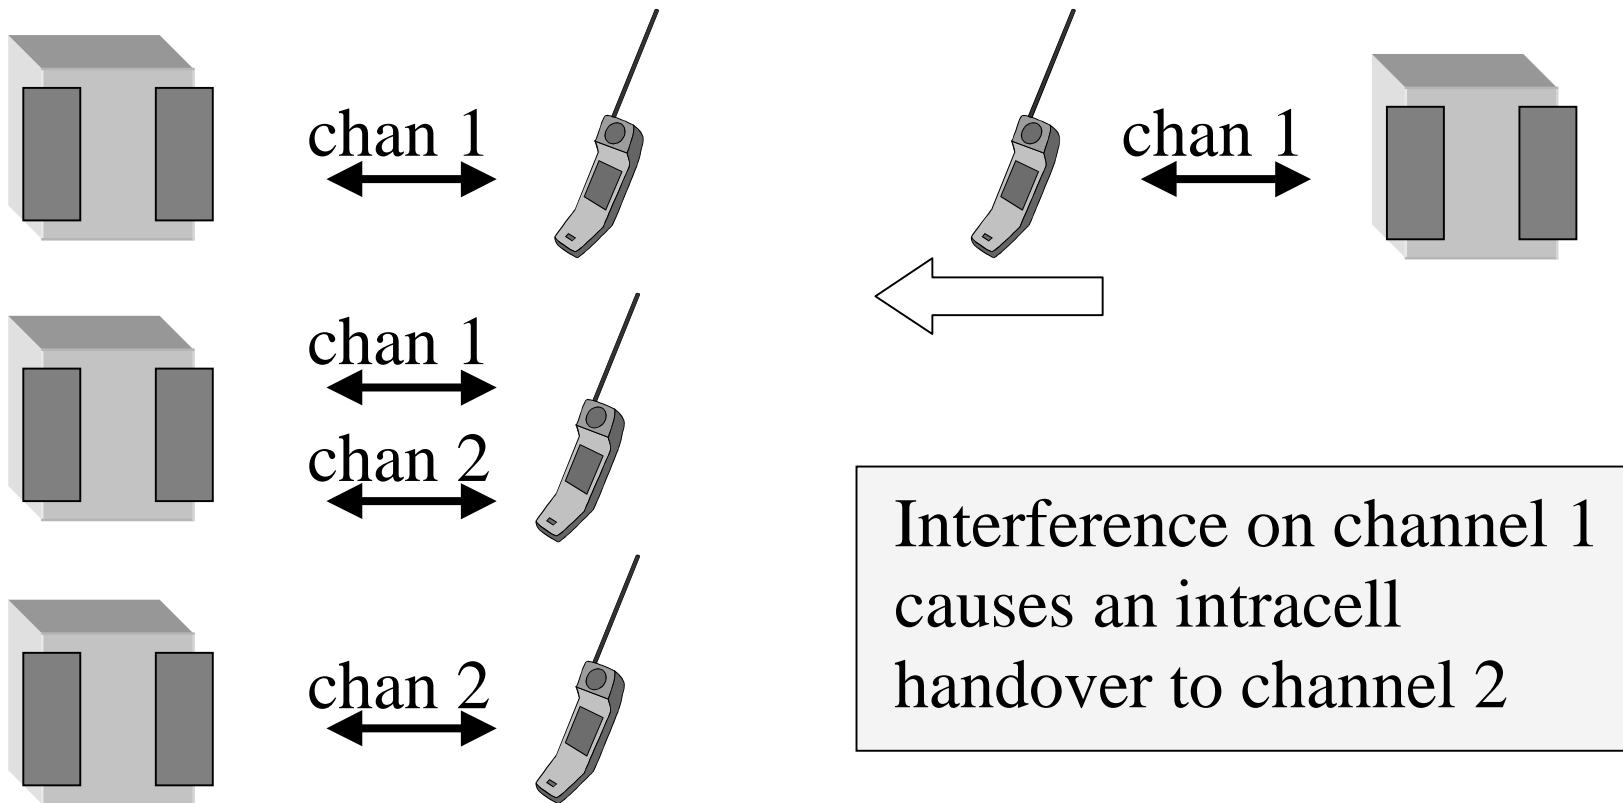 chan 1
chan 1
chan 1
chan 2
chan 2
Interference on channel 1
causes an intracell
handover to channel 2